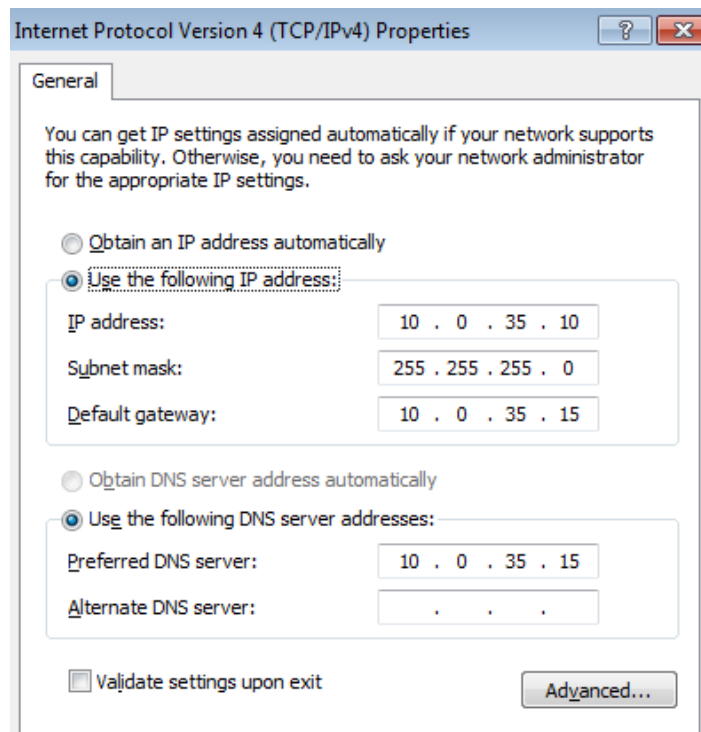 Internet Protocol Version 4 (TCP/IPv4) Properties
General
You can get IP settings assigned automatically if your network supports
this capability. Otherwise, you need to ask your network administrator
for the appropriate IP settings.
Obtain an IP address automatically
Use the following IP address:
IP address: 10 . 0 . 35 . 10
Subnet mask: 255 . 255 . 255 . 0
Default gateway: 10 . 0 . 35 . 15
Obtain DNS server address automatically
Use the following DNS server addresses:
Preferred DNS server: 10 . 0 . 35 . 15
Alternate DNS server: . . .
Validate settings upon exit
Advanced...